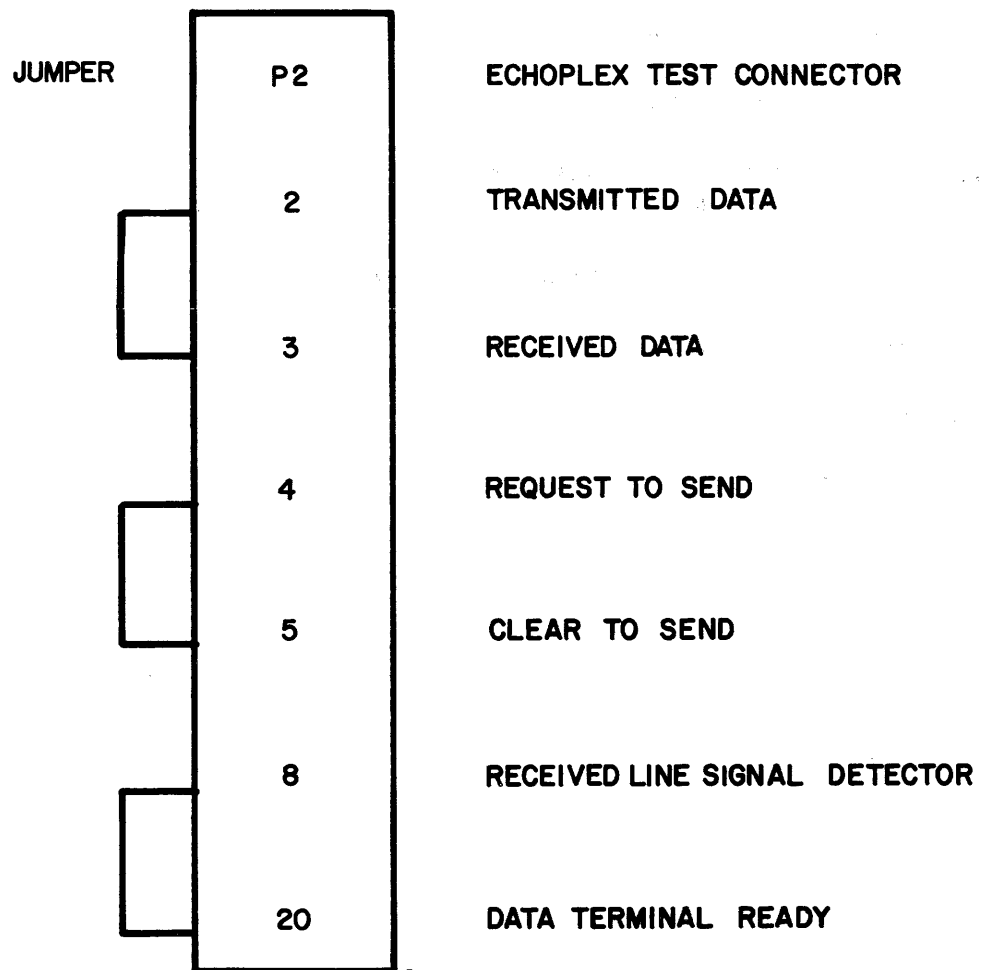 JUMPER P2 ECHOPLEX TEST CONNECTOR
2 TRANSMITTED DATA
3 RECEIVED DATA
4 REQUEST TO SEND
5 CLEAR TO SEND
8 RECEIVED LINE SIGNAL DETECTOR
20 DATA TERMINAL READY